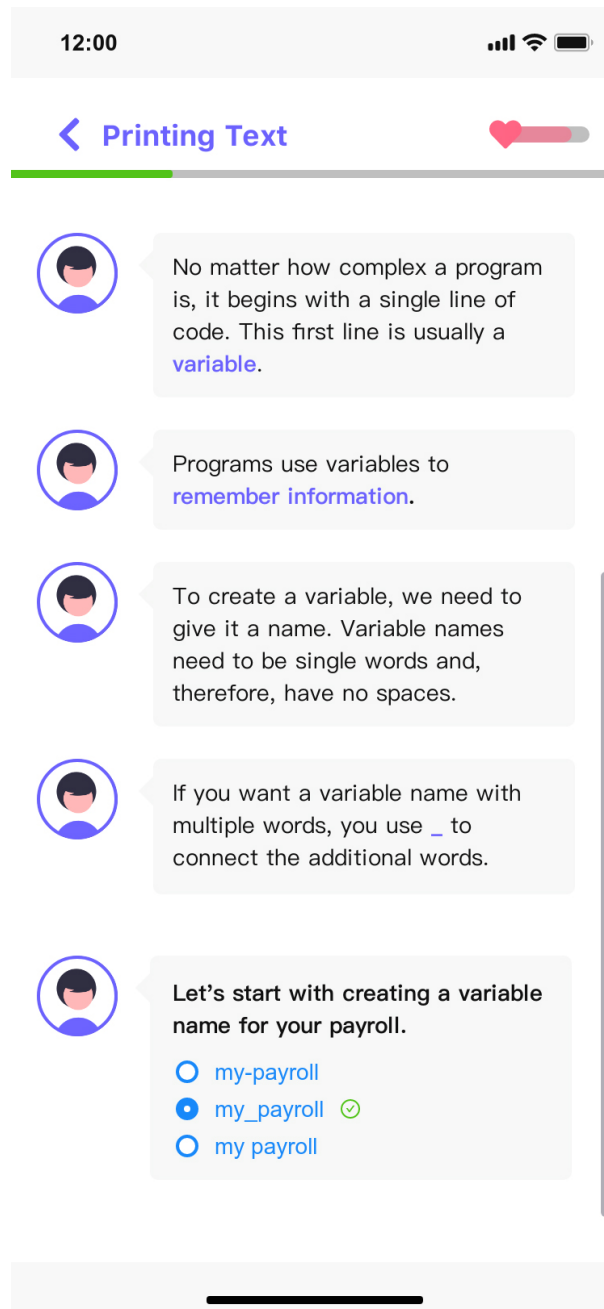 12:00
Printing Text
No matter how complex a program
is, it begins with a single line of
code. This first line is usually a
variable.
Programs use variables to
remember information.
To create a variable, we need to
give it a name. Variable names
need to be single words and,
therefore, have no spaces.
If you want a variable name with
multiple words, you use _ to
connect the additional words.
Let's start with creating a variable
name for your payroll.
my-payroll
my_payroll
my payroll